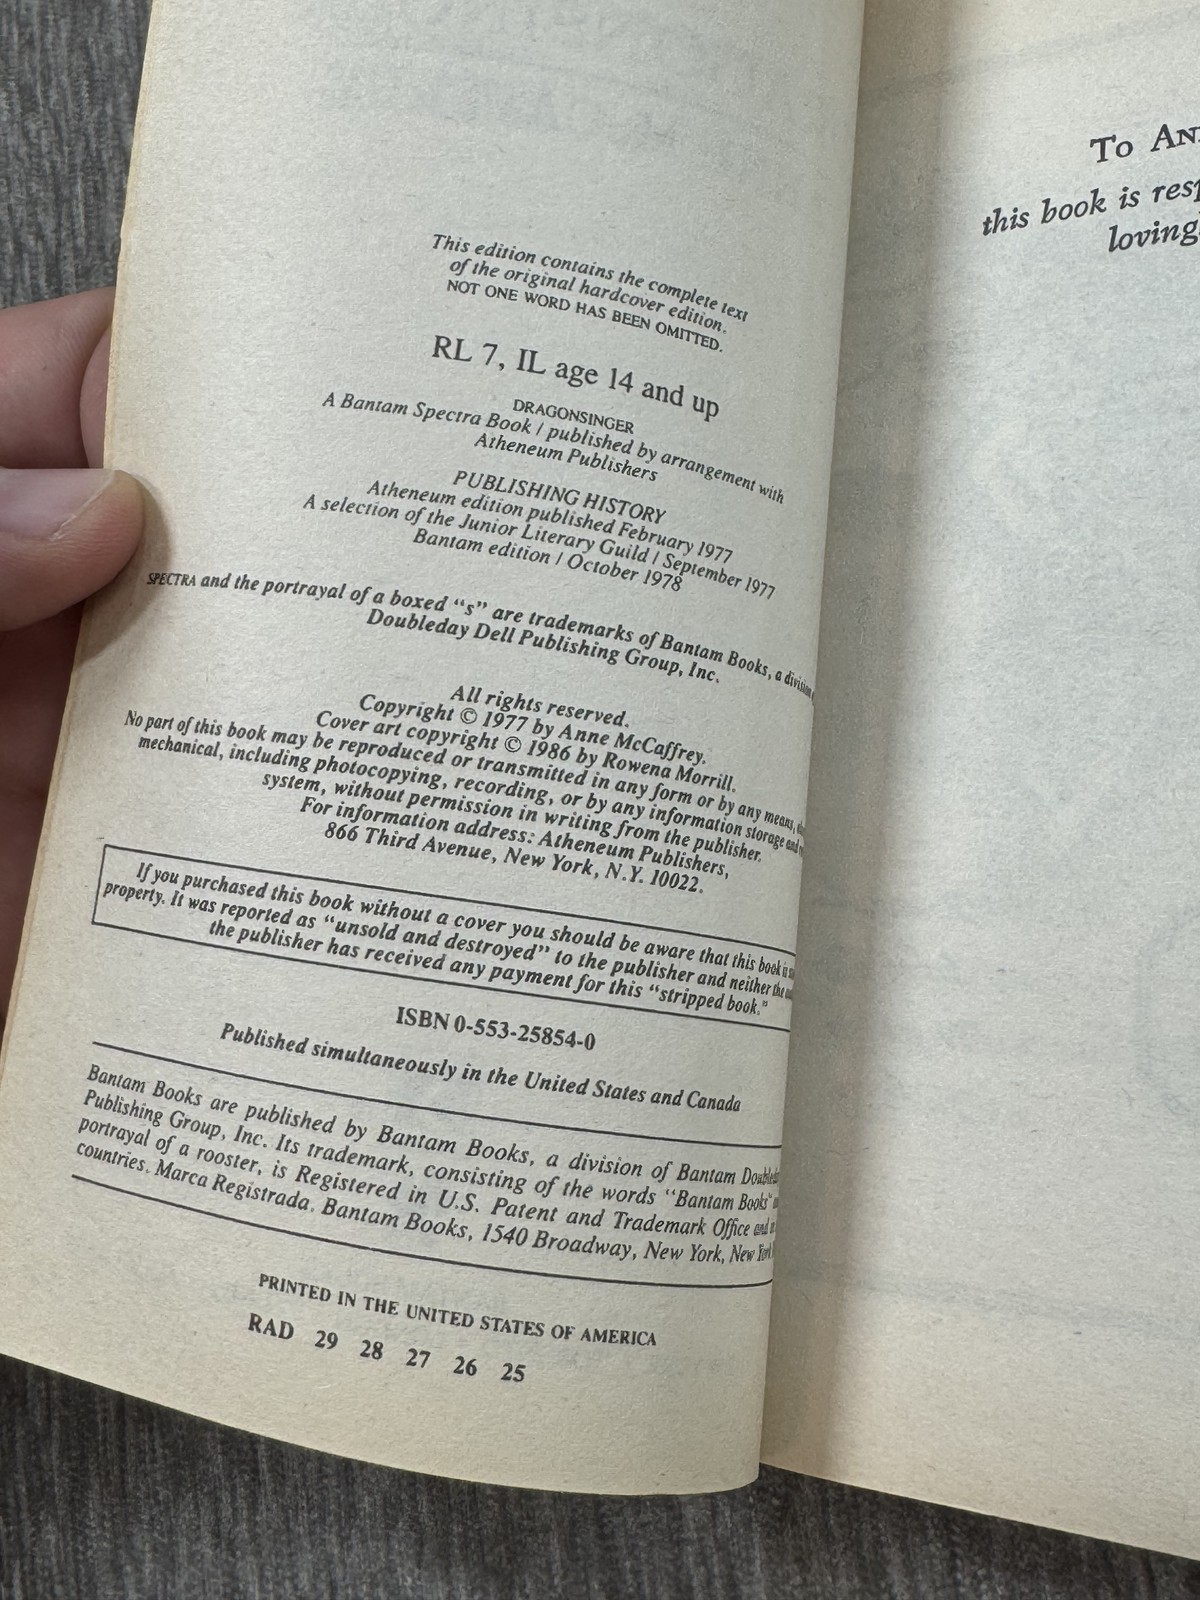 This edition contains the complete text
of the original hardcover edition.
NOT ONE WORD HAS BEEN OMITTED.
RL 7, IL age 14 and up
DRAGONSINGER
A Bantam Spectra Book / published by arrangement with
Atheneum Publishers
PUBLISHING HISTORY
Atheneum edition published February 1977
A selection of the Junior Literary Guild / September 1977
Bantam edition / October 1978
SPECTRA and the portrayal of a boxed "s" are trademarks of Bantam Books, a division
Doubleday Dell Publishing Group, Inc.
All rights reserved.
Copyright © 1977 by Anne McCaffrey.
Cover art copyright © 1986 by Rowena Morrill.
No part of this book may be reproduced or transmitted in any form or by any means,
mechanical, including photocopying, recording, or by any information storage and
system, without permission in writing from the publisher.
For information address: Atheneum Publishers,
866 Third Avenue, New York, N.Y. 10022.
If you purchased this book without a cover you should be aware that this book is
property. It was reported as "unsold and destroyed" to the publisher and neither the
the publisher has received any payment for this "stripped book."
ISBN 0-553-25854-0
Published simultaneously in the United States and Canada
Bantam Books are published by Bantam Books, a division of Bantam
Publishing Group, Inc. Its trademark, consisting of the words "Bantam Books"
portrayal of a rooster, is Registered in U.S. Patent and Trademark Office and
countries. Marca Registrada. Bantam Books, 1540 Broadway, New York, New York
PRINTED IN THE UNITED STATES OF AMERICA
RAD 29 28 27 26 25
To
this book is